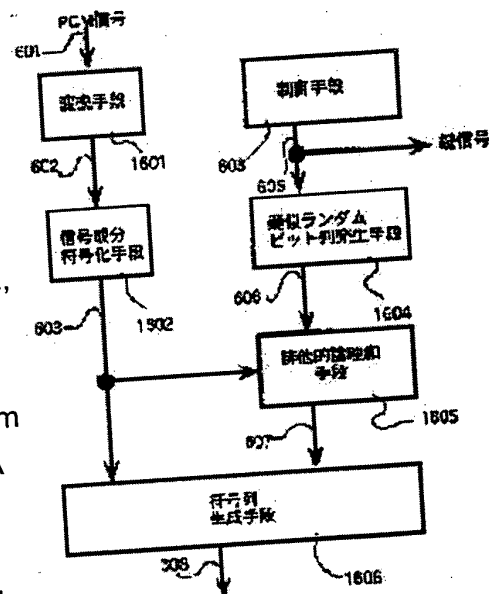 PCM信号
601
変換手段
制御手段
602
1601
603
605
鍵信号
信号成分
符号化手段
疑似ランダム
ビット列発生手段
603
1602
606
1604
排他的論理和
手段
607
1605
符号列
生成手段
1606
m